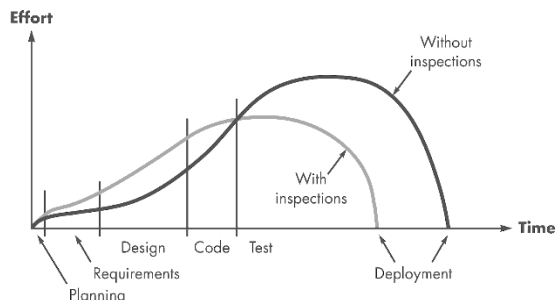 Effort
Without
inspections
With
inspections
Time
Design
Code
Test
Requirements
Deployment
Planning